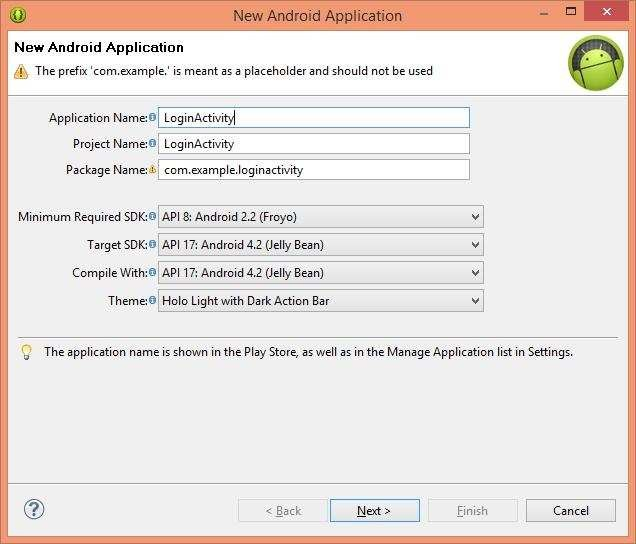 New Android Application
New Android Application
The prefix 'com.example.' is meant as a placeholder and should not be used
Application Name: LoginActivity
Project Name: LoginActivity
Package Name: com.example.loginactivity
Minimum Required SDK: API 8: Android 2.2 (Froyo)
Target SDK: API 17: Android 4.2 (Jelly Bean)
Compile With: API 17: Android 4.2 (Jelly Bean)
Theme: Holo Light with Dark Action Bar
The application name is shown in the Play Store, as well as in the Manage Application list in Settings.
? < Back Next > Finish Cancel